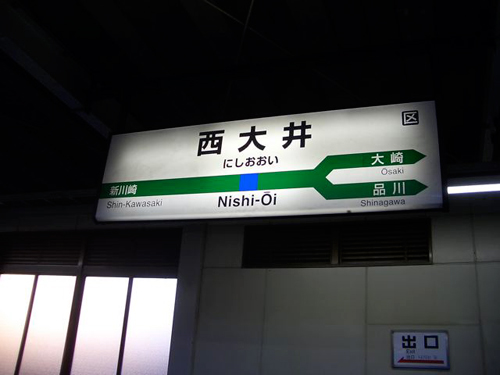 区
西大井
にしおおい
大崎
Ōsaki
新川崎
品川
Shin-Kawasaki
Nishi-Ōi
Shinagawa
出口
Exit